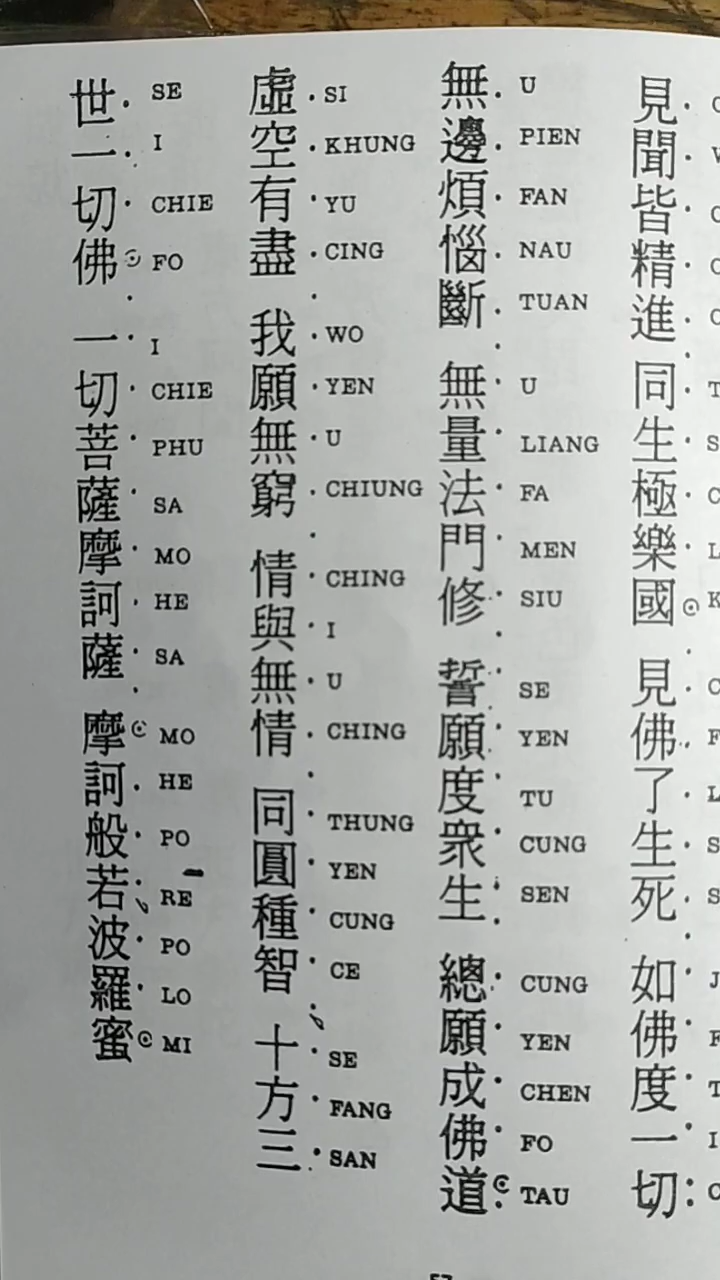 見聞皆精進 同生極樂國 見佛了生死 如佛度一切
無邊煩惱斷 無量法門修 誓願度衆生 總願成佛道
U PIEN FAN NAU TUAN U LIANG FA MEN SIU SE YEN TU CUNG SEN CUNG YEN CHEN FO TAU
虛空有盡 我願無窮 情與無情 同圓種智 十方三
SI KHUNG YU CING WO YEN U CHIUNG CHING I U CHING THUNG YEN CUNG CE SE FANG SAN
世一切佛 一切菩薩摩訶薩 摩訶般若波羅蜜
SE I CHIE FO I CHIE PHU SA MO HE SA MO HE PO RE PO LO MI